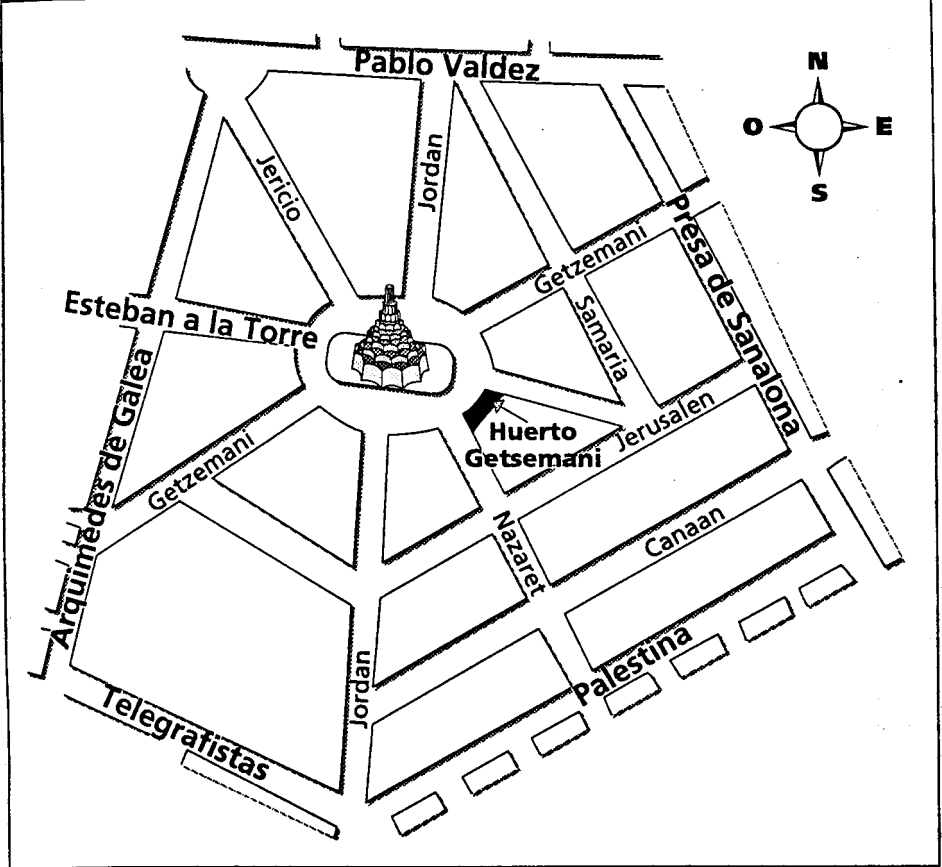 Pablo Valdez
N
O
E
S
Jericio
Jordan
Getzemani
Presa de Sanalona
Esteban a la Torre
Samaria
Arquimedes de Galea
Jerusalen
Huerto
Getsemani
Getzemani
Nazaret
Canaan
Jordan
Palestina
Telegrafistas